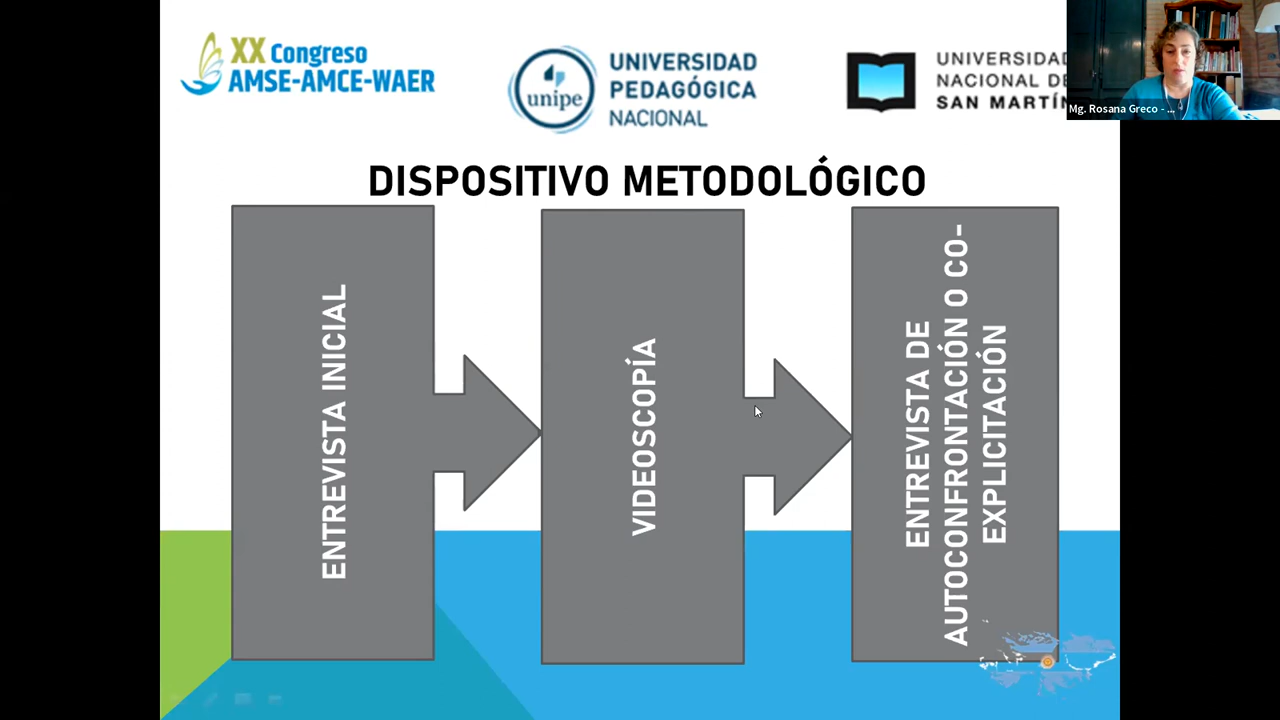 XX Congreso
AMSE-AMCE-WAER
unipe
UNIVERSIDAD
PEDAGÓGICA
NACIONAL
UNIVERSIDAD
NACIONAL DE
SAN MARTÍN
Mg. Rosana Greco - ...
DISPOSITIVO METODOLÓGICO
ENTREVISTA INICIAL
VIDEOSCOPÍA
ENTREVISTA DE
AUTOCONFRONTACIÓN O CO-
EXPLICITACIÓN